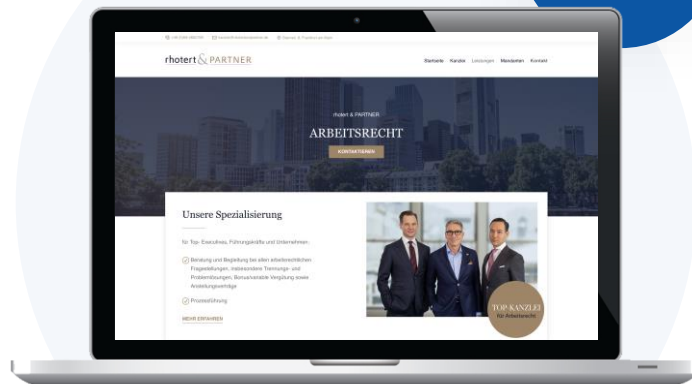 rhotert & PARTNER
Startseite Kanzlei Leistungen Mandanten Kontakt
rhotert & PARTNER
ARBEITSRECHT
KONTAKTIEREN
Unsere Spezialisierung
für Top- Executives, Führungskräfte und Unternehmen.
Beratung und Begleitung bei allen arbeitsrechtlichen
Fragestellungen, insbesondere Trennungs- und
Problemlösungen, Bonus/variable Vergütung sowie
Anstellungsverträge
Prozessführung
MEHR ERFAHREN
TOP-KANZLEI
für Arbeitsrecht